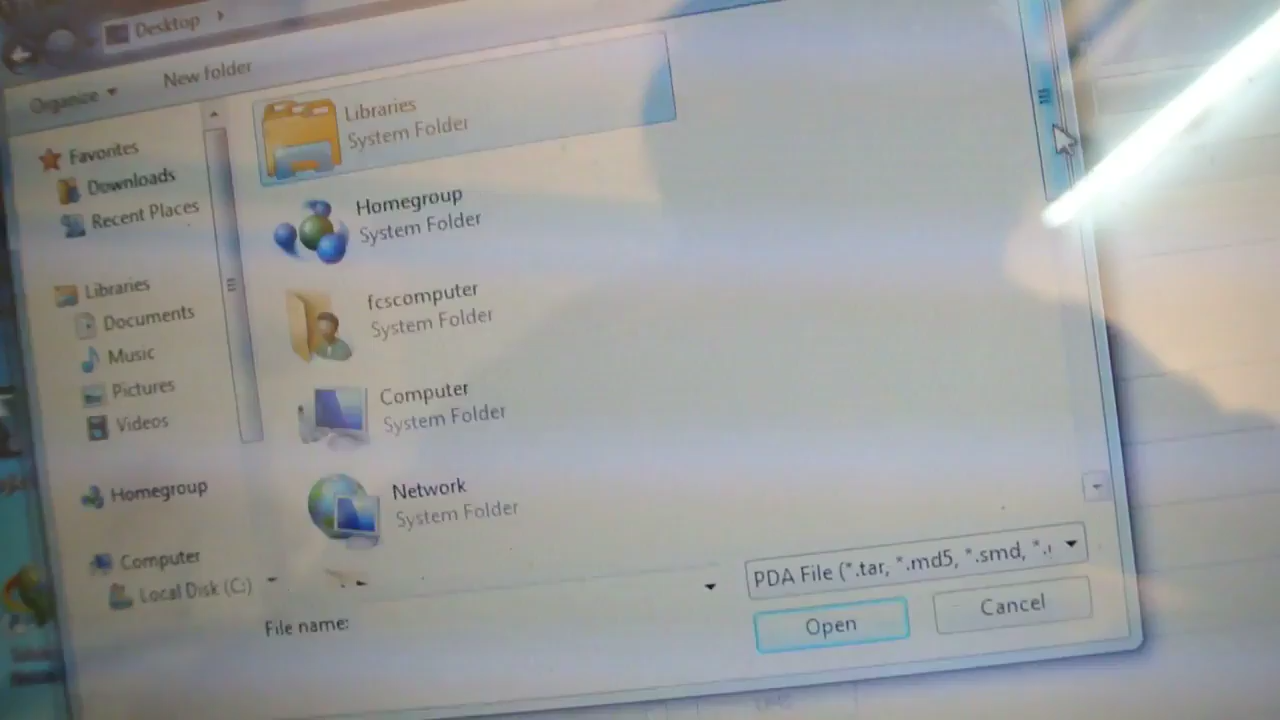 Desktop
Organize
New folder
Favorites
Downloads
Recent Places
Libraries
Documents
Music
Pictures
Videos
Homegroup
Computer
Local Disk (C:)
Libraries
System Folder
Homegroup
System Folder
fcscomputer
System Folder
Computer
System Folder
Network
System Folder
File name:
PDA File (*.tar, *.md5, *.smd, *.
Open
Cancel